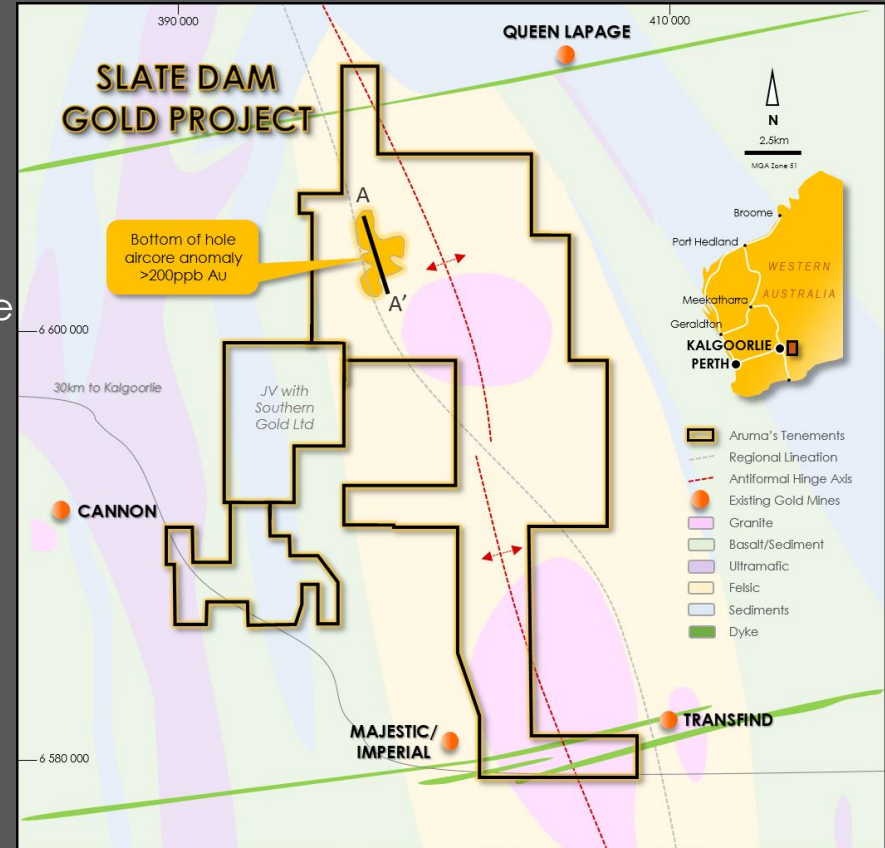 390 000
410 000
QUEEN LAPAGE
SLATE DAM
GOLD PROJECT
N
2.5km
MGA Zone 51
A
Bottom of hole
aircore anomaly
>200ppb Au
A'
e
6 600 000
Broome
Port Hedland
WESTERN
AUSTRALIA
Meekatharra
Geraldton
KALGOORLIE
PERTH
30km to Kalgoorlie
JV with
Southern
Gold Ltd
CANNON
Aruma's Tenements
Regional Lineation
Antiformal Hinge Axis
Existing Gold Mines
Granite
Basalt/Sediment
Ultramafic
Felsic
Sediments
Dyke
MAJESTIC/
IMPERIAL
TRANSFIND
6 580 000